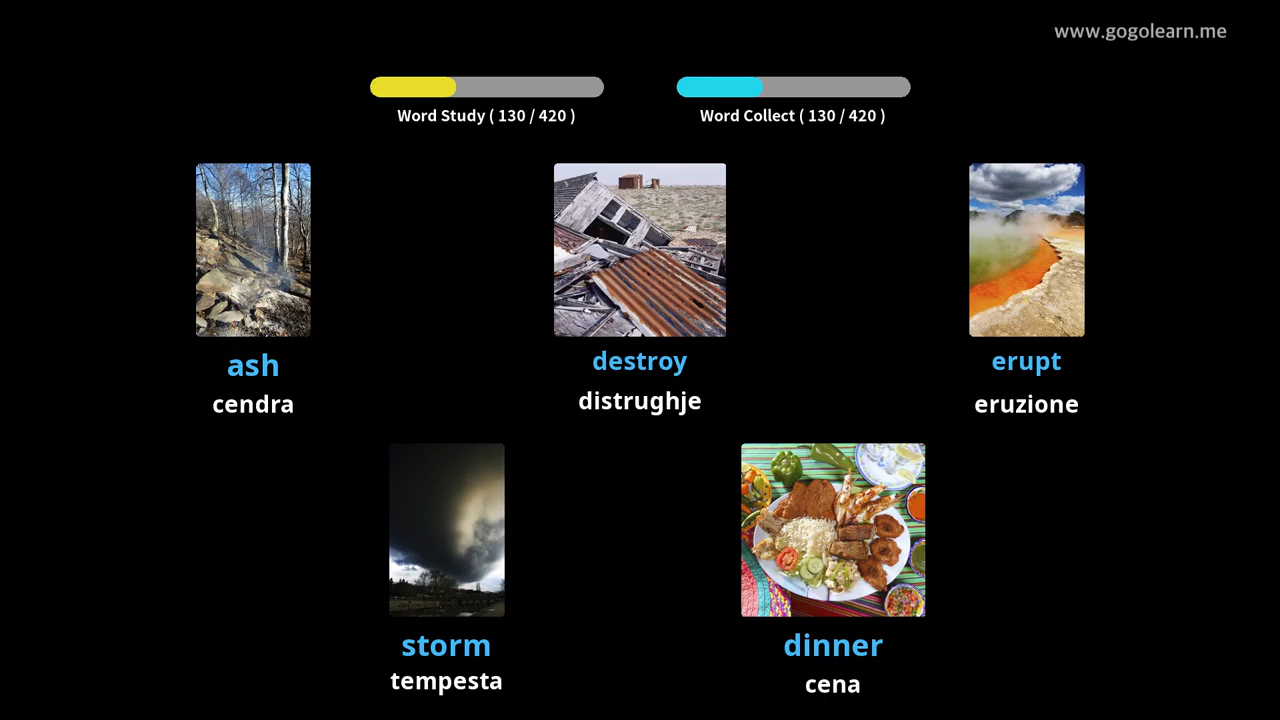 www.gogolearn.me
Word Study ( 130 / 420 )
Word Collect ( 130 / 420 )
ash
cendra
destroy
distrughje
erupt
eruzione
storm
tempesta
dinner
cena